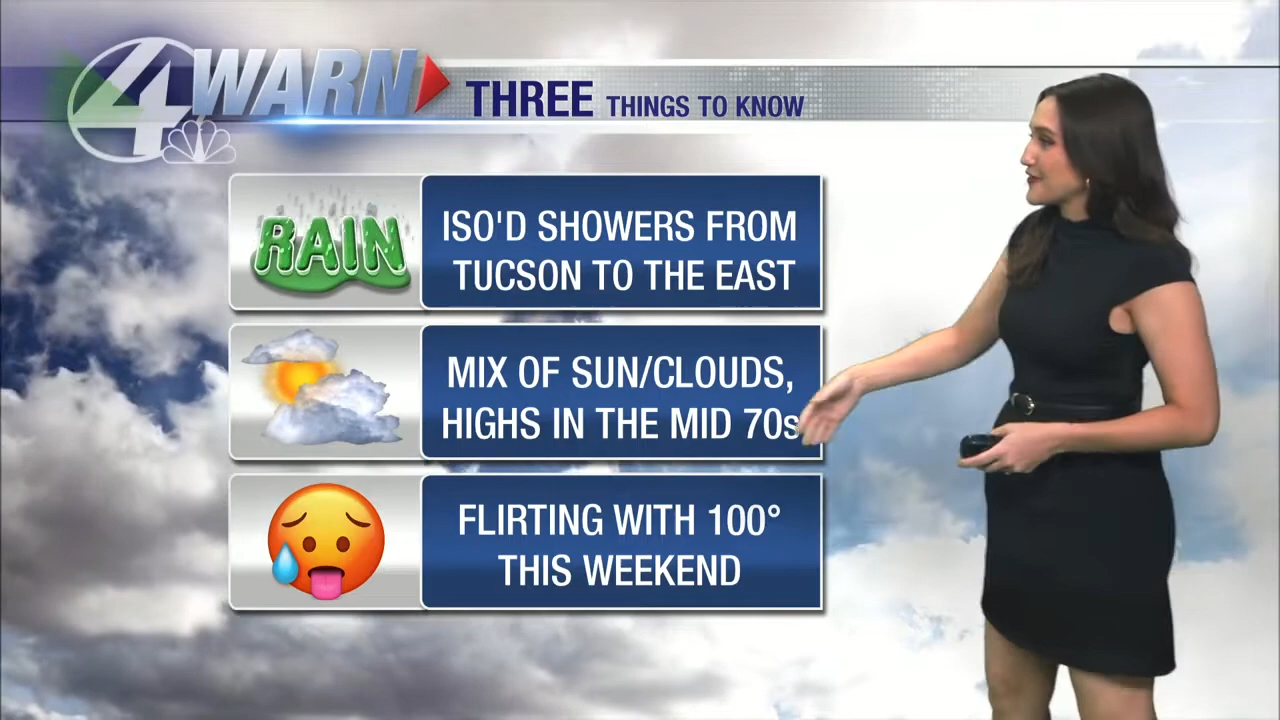 4WARN
THREE THINGS TO KNOW
RAIN
ISO'D SHOWERS FROM
TUCSON TO THE EAST
MIX OF SUN/CLOUDS,
HIGHS IN THE MID 70s
FLIRTING WITH 100°
THIS WEEKEND